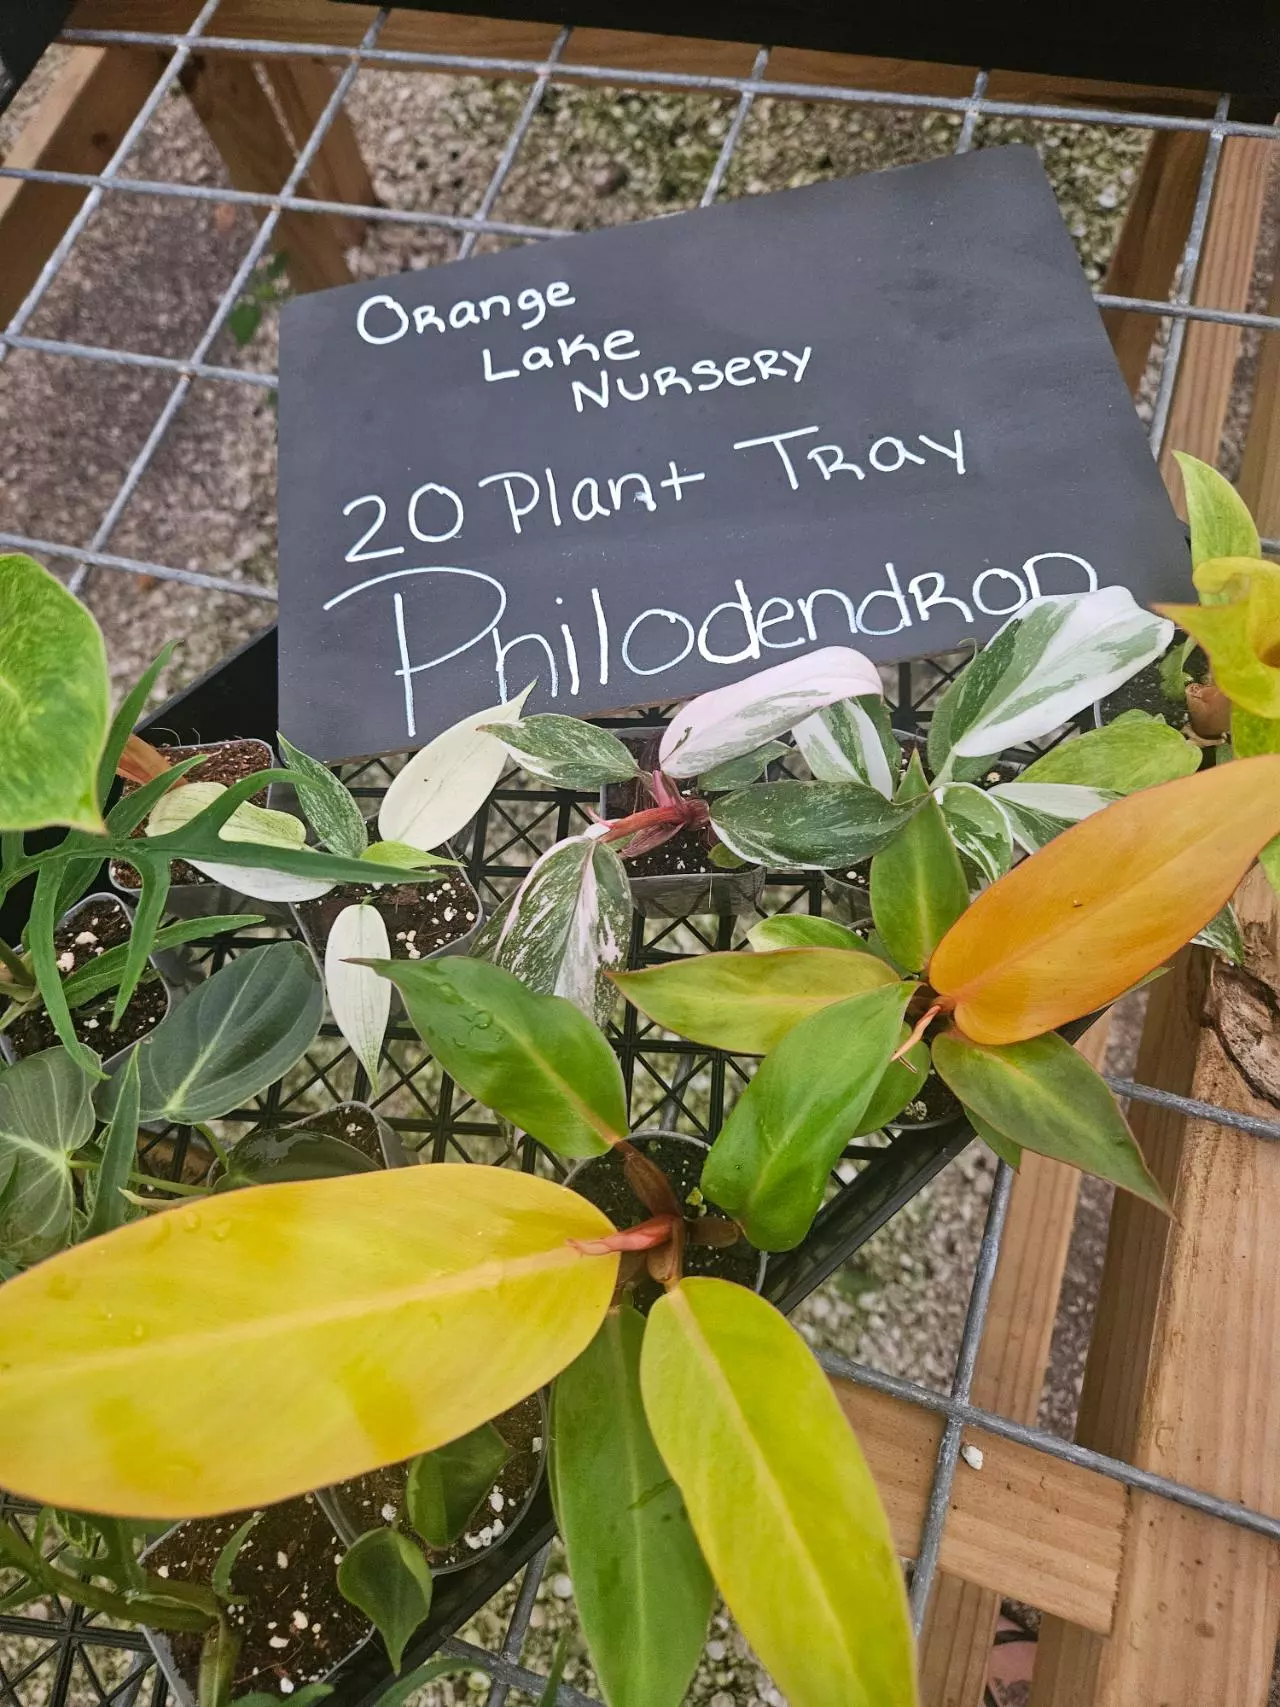 Orange
Lake
Nursery
20 Plant Tray
Philodendron